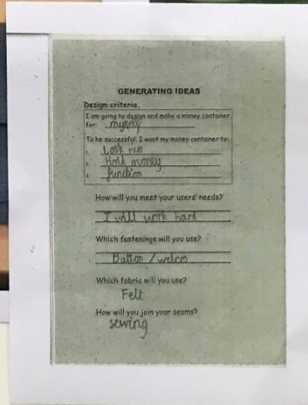 GENERATING IDEAS
Design criteria.
I am going to design and make a money container
for: myself
To be successful, I want my money container to:
1. Look nice
2. Hold money
3. function
How will you meet your users' needs?
I will work hard
Which fastenings will you use?
Button / velcro
Which fabric will you use?
Felt
How will you join your seams?
sewing